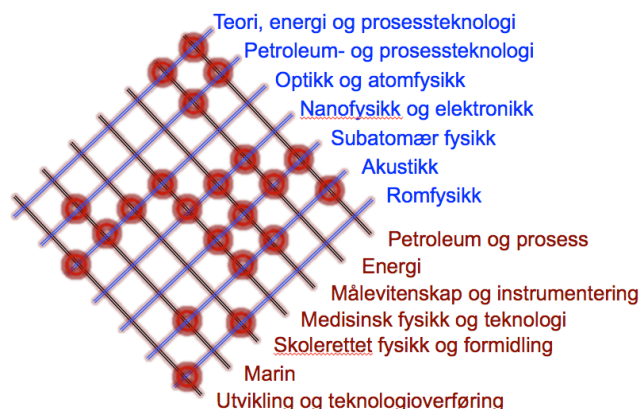 Teori, energi og prosessteknologi
Petroleum- og prosessteknologi
Optikk og atomfysikk
Nanofysikk og elektronikk
Subatomær fysikk
Akustikk
Romfysikk
Petroleum og prosess
Energi
Målevitenskap og instrumentering
Medisinsk fysikk og teknologi
Skolerettet fysikk og formidling
Marin
Utvikling og teknologioverføring